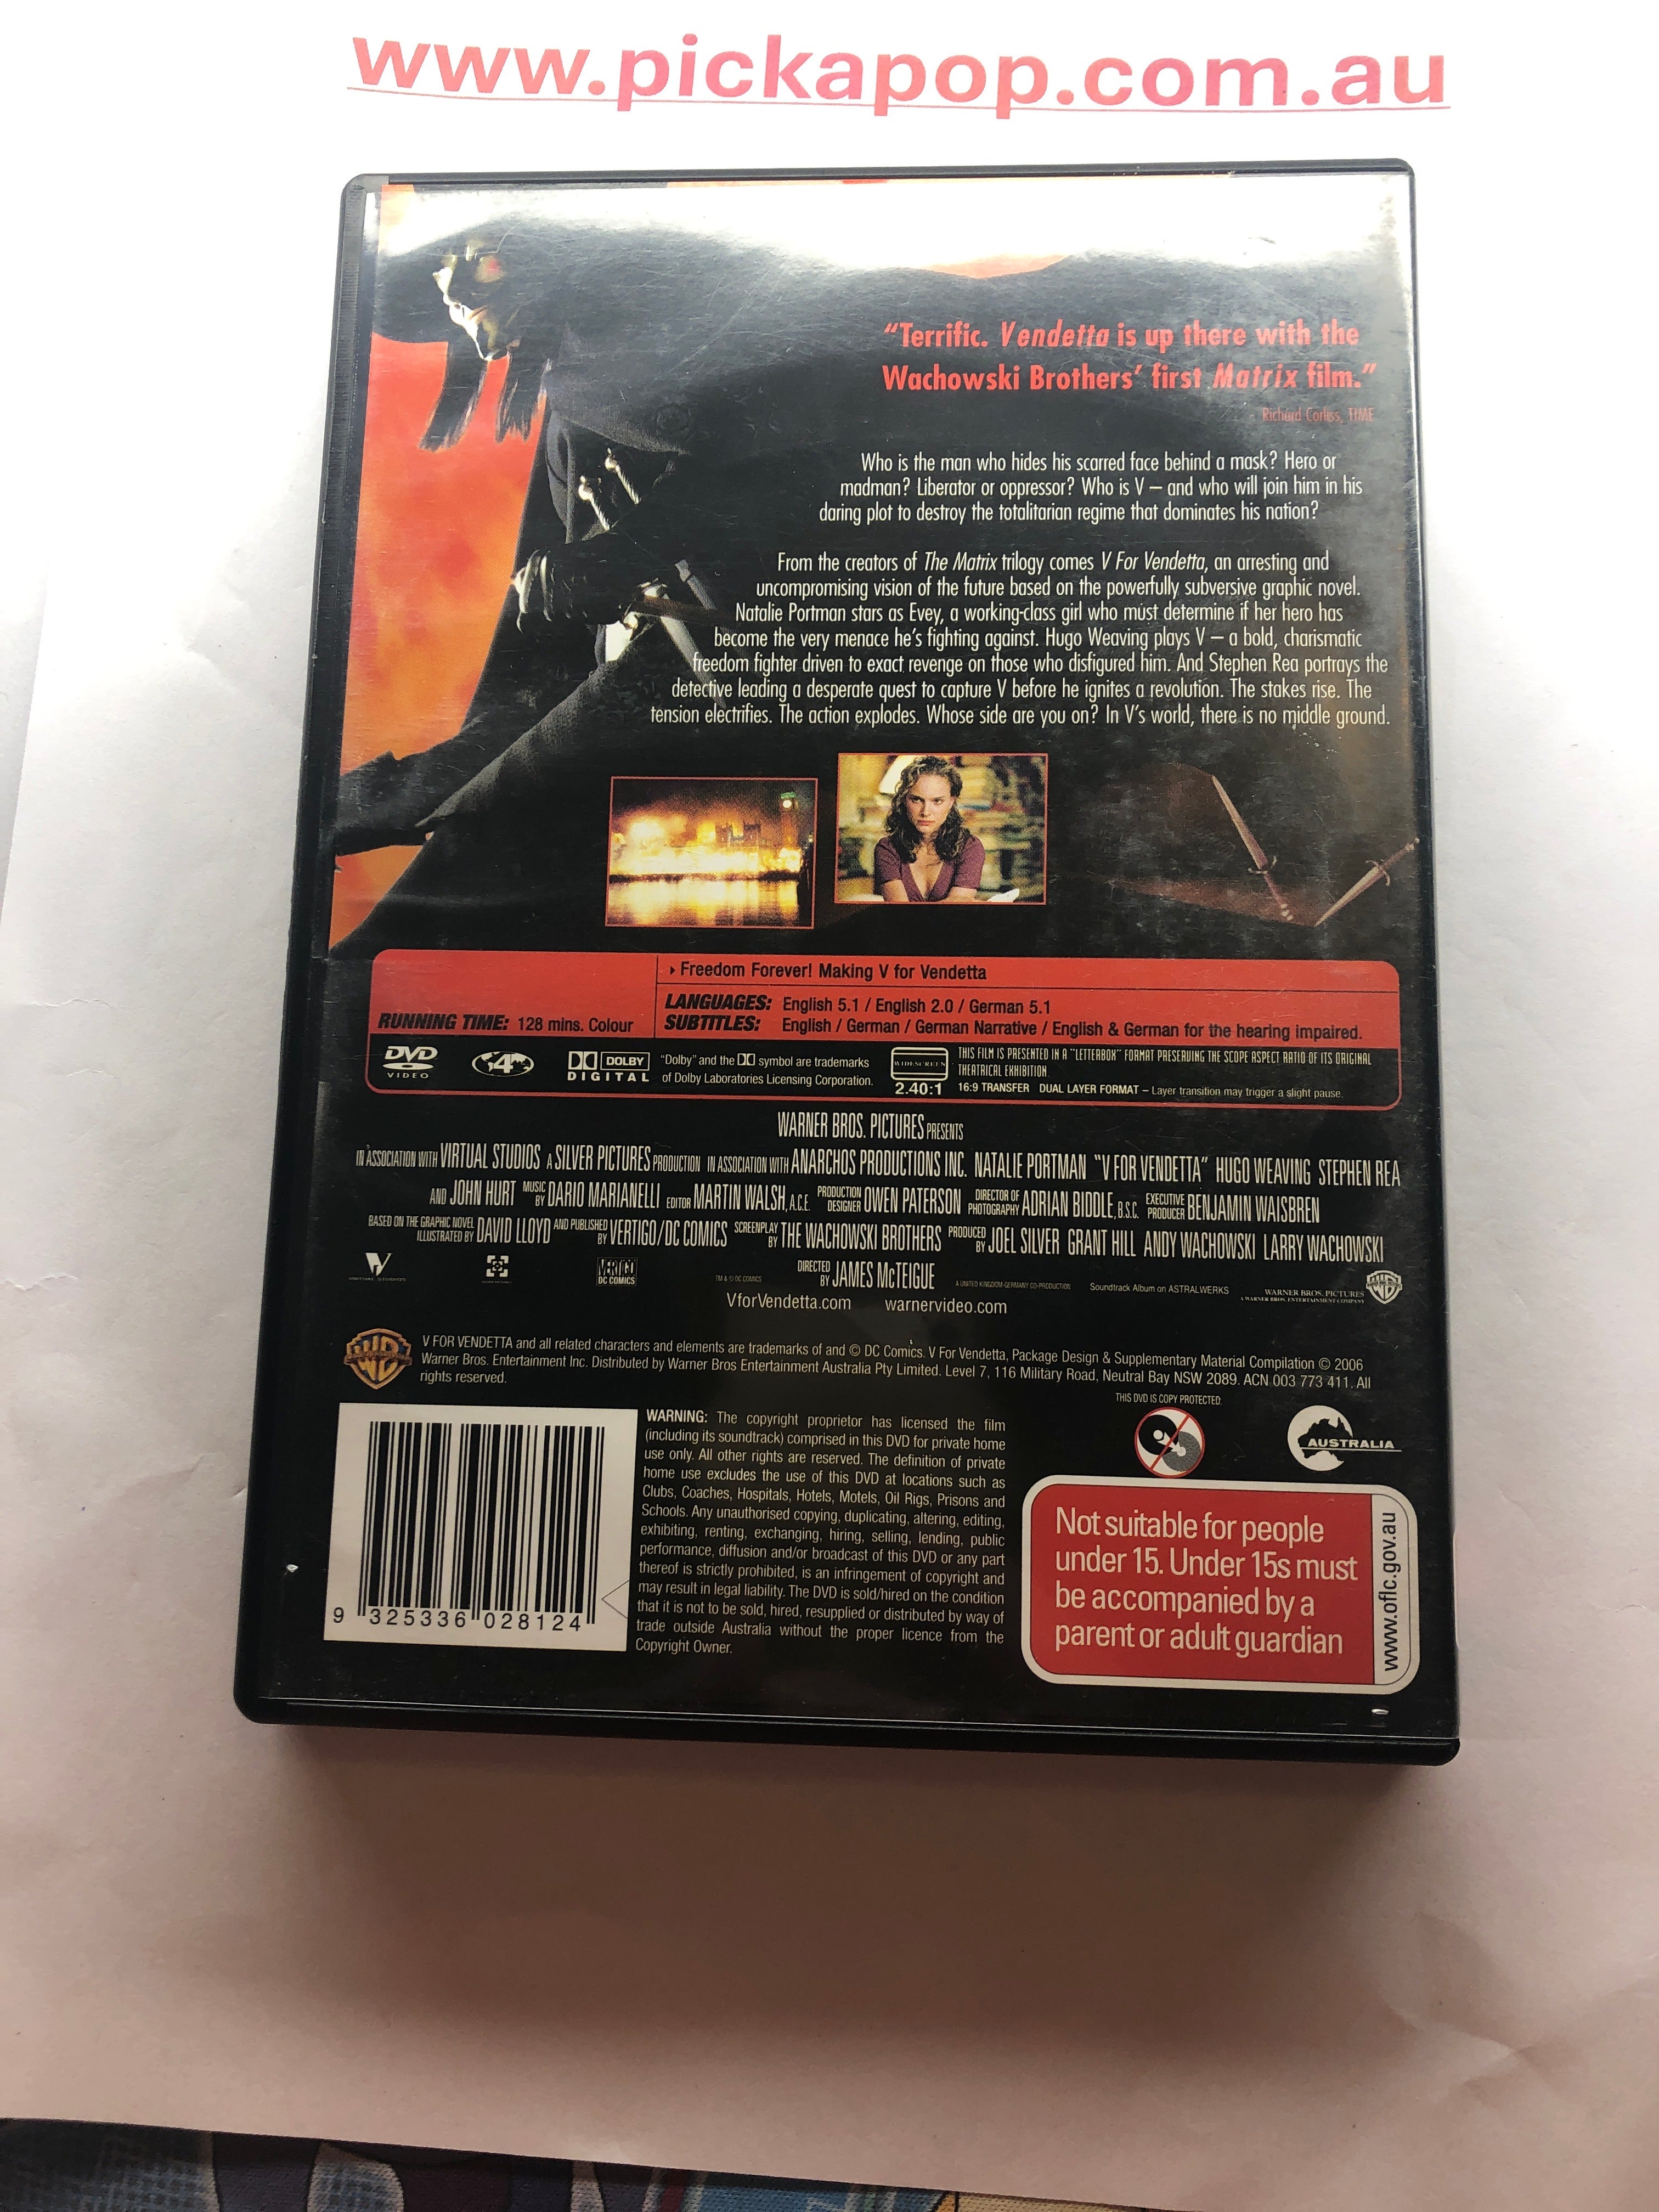 www.pickapop.com.au
“Terrific. Vendetta is up there with the
Wachowski Brothers’ first Matrix film.”
Richard Corliss, TIME
Who is the man who hides his scarred face behind a mask? Hero or
madman? Liberator or oppressor? Who is V – and who will join him in his
daring plot to destroy the totalitarian regime that dominates his nation?
From the creators of The Matrix trilogy comes V For Vendetta, an arresting and
uncompromising vision of the future based on the powerfully subversive graphic novel.
Natalie Portman stars as Evey, a working-class girl who must determine if her hero has
become the very menace he’s fighting against. Hugo Weaving plays V – a bold, charismatic
freedom fighter driven to exact revenge on those who disfigured him. And Stephen Rea portrays the
detective leading a desperate quest to capture V before he ignites a revolution. The stakes rise. The
tension electrifies. The action explodes. Whose side are you on? In V’s world, there is no middle ground.
Freedom Forever! Making V for Vendetta
LANGUAGES: English 5.1 / English 2.0 / German 5.1
RUNNING TIME: 128 mins. Colour
SUBTITLES: English / German / German Narrative / English & German for the hearing impaired.
DVD VIDEO
4
DOLBY DIGITAL
“Dolby” and the DD symbol are trademarks
of Dolby Laboratories Licensing Corporation.
WIDESCREEN
2.40:1
THIS FILM IS PRESENTED IN A “LETTERBOX” FORMAT PRESERVING THE SCOPE ASPECT RATIO OF ITS ORIGINAL
THEATRICAL EXHIBITION
16:9 TRANSFER DUAL LAYER FORMAT – Layer transition may trigger a slight pause.
WARNER BROS. PICTURES PRESENTS
IN ASSOCIATION WITH VIRTUAL STUDIOS A SILVER PICTURES PRODUCTION IN ASSOCIATION WITH ANARCHOS PRODUCTIONS INC. NATALIE PORTMAN “V FOR VENDETTA” HUGO WEAVING STEPHEN REA
AND JOHN HURT MUSIC BY DARIO MARIANELLI EDITOR MARTIN WALSH, A.C.E. PRODUCTION DESIGNER OWEN PATERSON DIRECTOR OF PHOTOGRAPHY ADRIAN BIDDLE, B.S.C. EXECUTIVE PRODUCER BENJAMIN WAISBREN
BASED ON THE GRAPHIC NOVEL ILLUSTRATED BY DAVID LLOYD AND PUBLISHED BY VERTIGO/DC COMICS SCREENPLAY BY THE WACHOWSKI BROTHERS PRODUCED BY JOEL SILVER GRANT HILL ANDY WACHOWSKI LARRY WACHOWSKI
VERTIGO
DC COMICS
TM & © DC COMICS
DIRECTED BY JAMES McTEIGUE
A UNITED KINGDOM-GERMANY CO-PRODUCTION
Soundtrack Album on ASTRALWERKS
WARNER BROS. PICTURES
A WARNER BROS. ENTERTAINMENT COMPANY
VforVendetta.com warnervideo.com
V FOR VENDETTA and all related characters and elements are trademarks of and © DC Comics. V For Vendetta, Package Design & Supplementary Material Compilation © 2006
Warner Bros. Entertainment Inc. Distributed by Warner Bros Entertainment Australia Pty Limited. Level 7, 116 Military Road, Neutral Bay NSW 2089. ACN 003 773 411. All
rights reserved.
THIS DVD IS COPY PROTECTED.
AUSTRALIA
WARNING: The copyright proprietor has licensed the film
(including its soundtrack) comprised in this DVD for private home
use only. All other rights are reserved. The definition of private
home use excludes the use of this DVD at locations such as
Clubs, Coaches, Hospitals, Hotels, Motels, Oil Rigs, Prisons and
Schools. Any unauthorised copying, duplicating, altering, editing,
exhibiting, renting, exchanging, hiring, selling, lending, public
performance, diffusion and/or broadcast of this DVD or any part
thereof is strictly prohibited, is an infringement of copyright and
may result in legal liability. The DVD is sold/hired on the condition
that it is not to be sold, hired, resupplied or distributed by way of
trade outside Australia without the proper licence from the
Copyright Owner.
9 325336 028124
Not suitable for people
under 15. Under 15s must
be accompanied by a
parent or adult guardian
www.oflc.gov.au